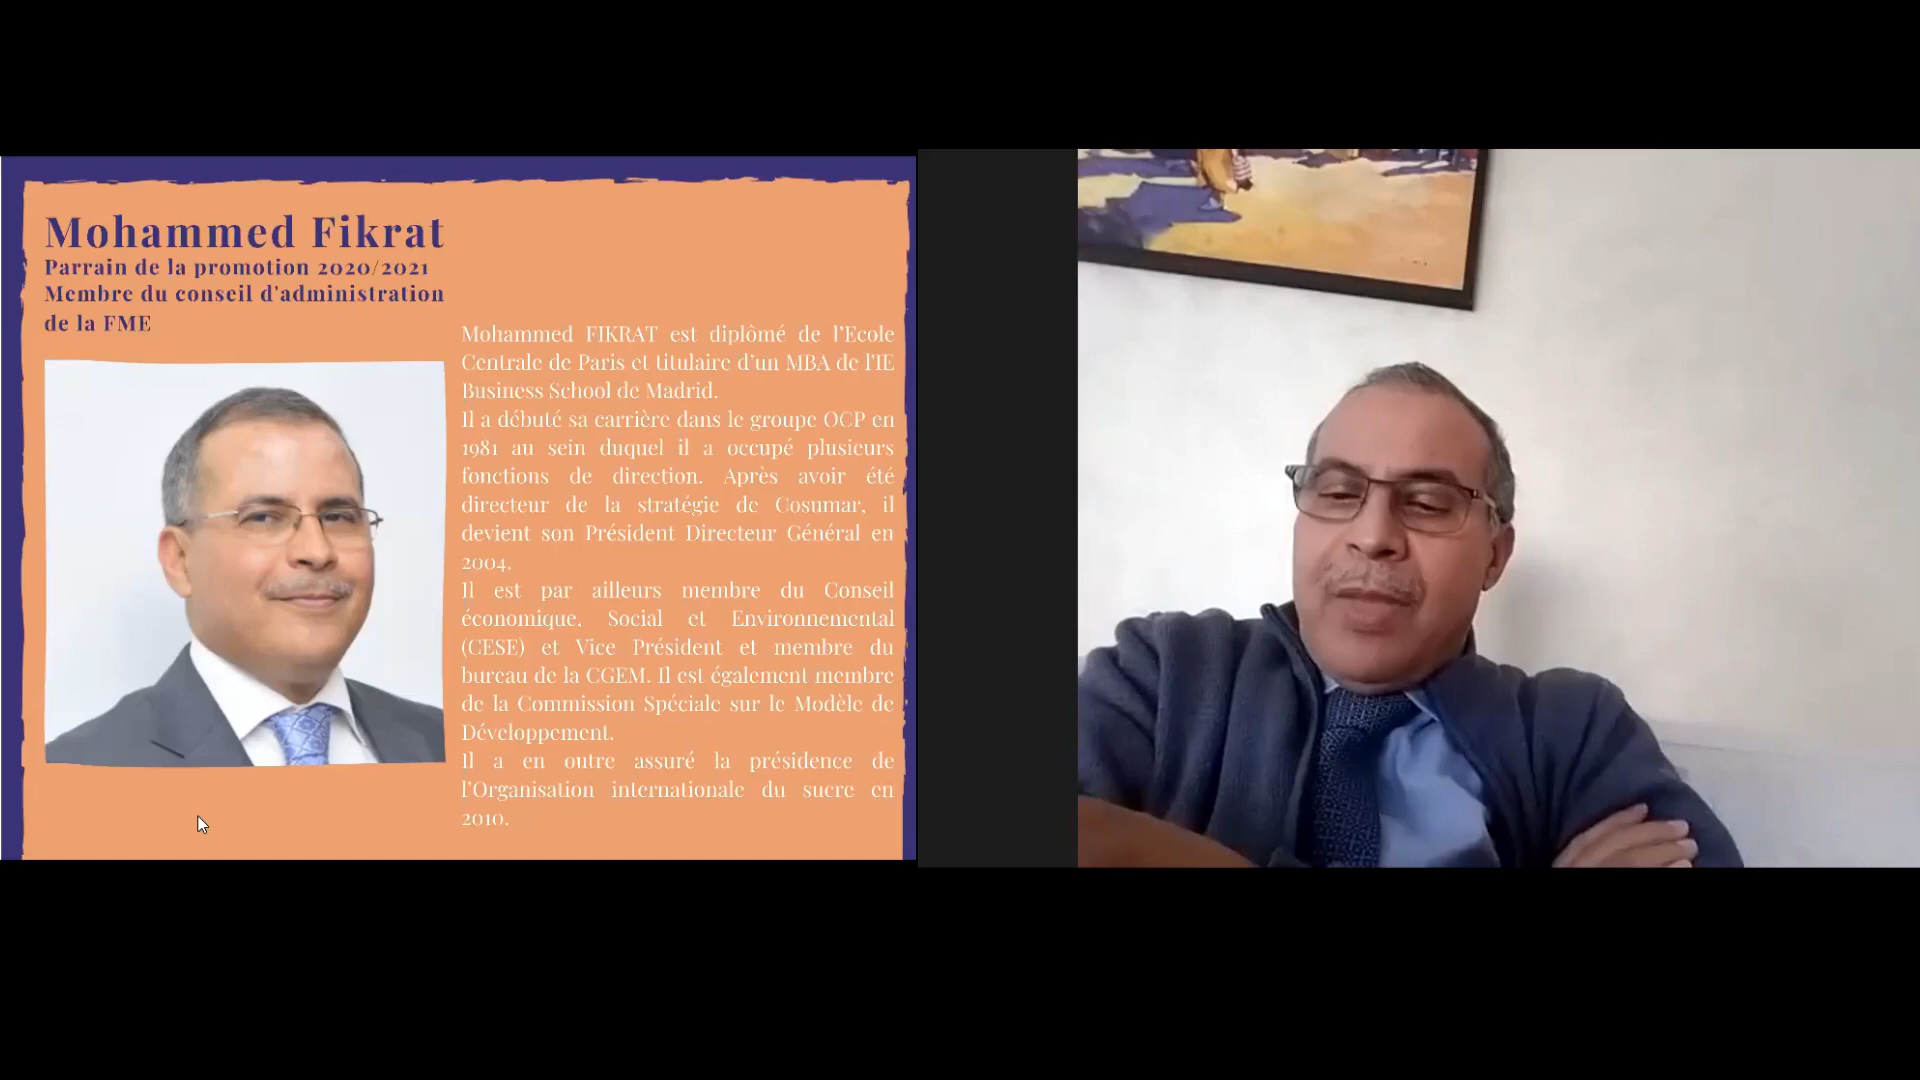 Mohammed Fikrat
Parrain de la promotion 2020/2021
Membre du conseil d'administration
de la FME
Mohammed FIKRAT est diplômé de l'Ecole
Centrale de Paris et titulaire d'un MBA de l'IE
Business School de Madrid.
Il a débuté sa carrière dans le groupe OCP en
1981 au sein duquel il a occupé plusieurs
fonctions de direction. Après avoir été
directeur de la stratégie de Cosumar, il
devient son Président Directeur Général en
2004.
Il est par ailleurs membre du Conseil
économique, Social et Environnemental
(CESE) et Vice Président et membre du
bureau de la CGEM. Il est également membre
de la Commission Spéciale sur le Modèle de
Développement.
Il a en outre assuré la présidence de
l'Organisation internationale du sucre en
2010.